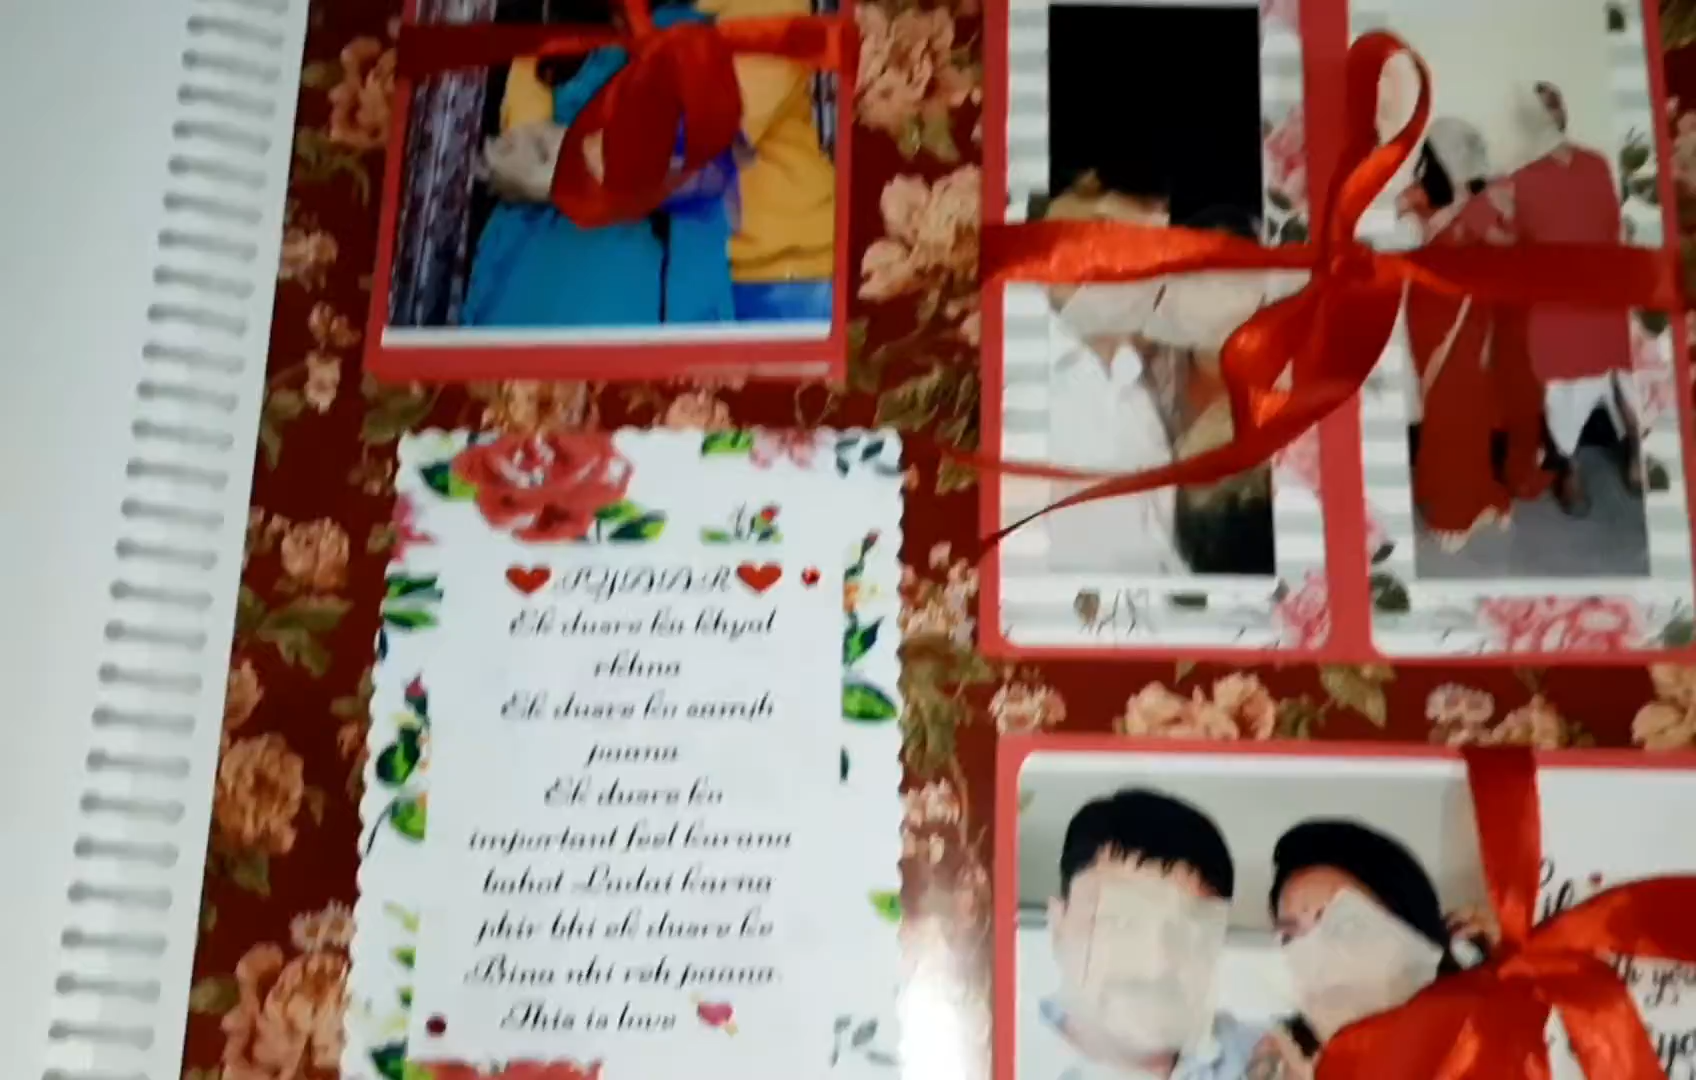 PYAAR
Ek dusre ka khyal
rkhna
Ek dusre ko samjh
paana
Ek dusre ko
important feel karana
bahot Ladai karna
phir bhi ek dusre ke
Bina nhi reh paana.
This is love